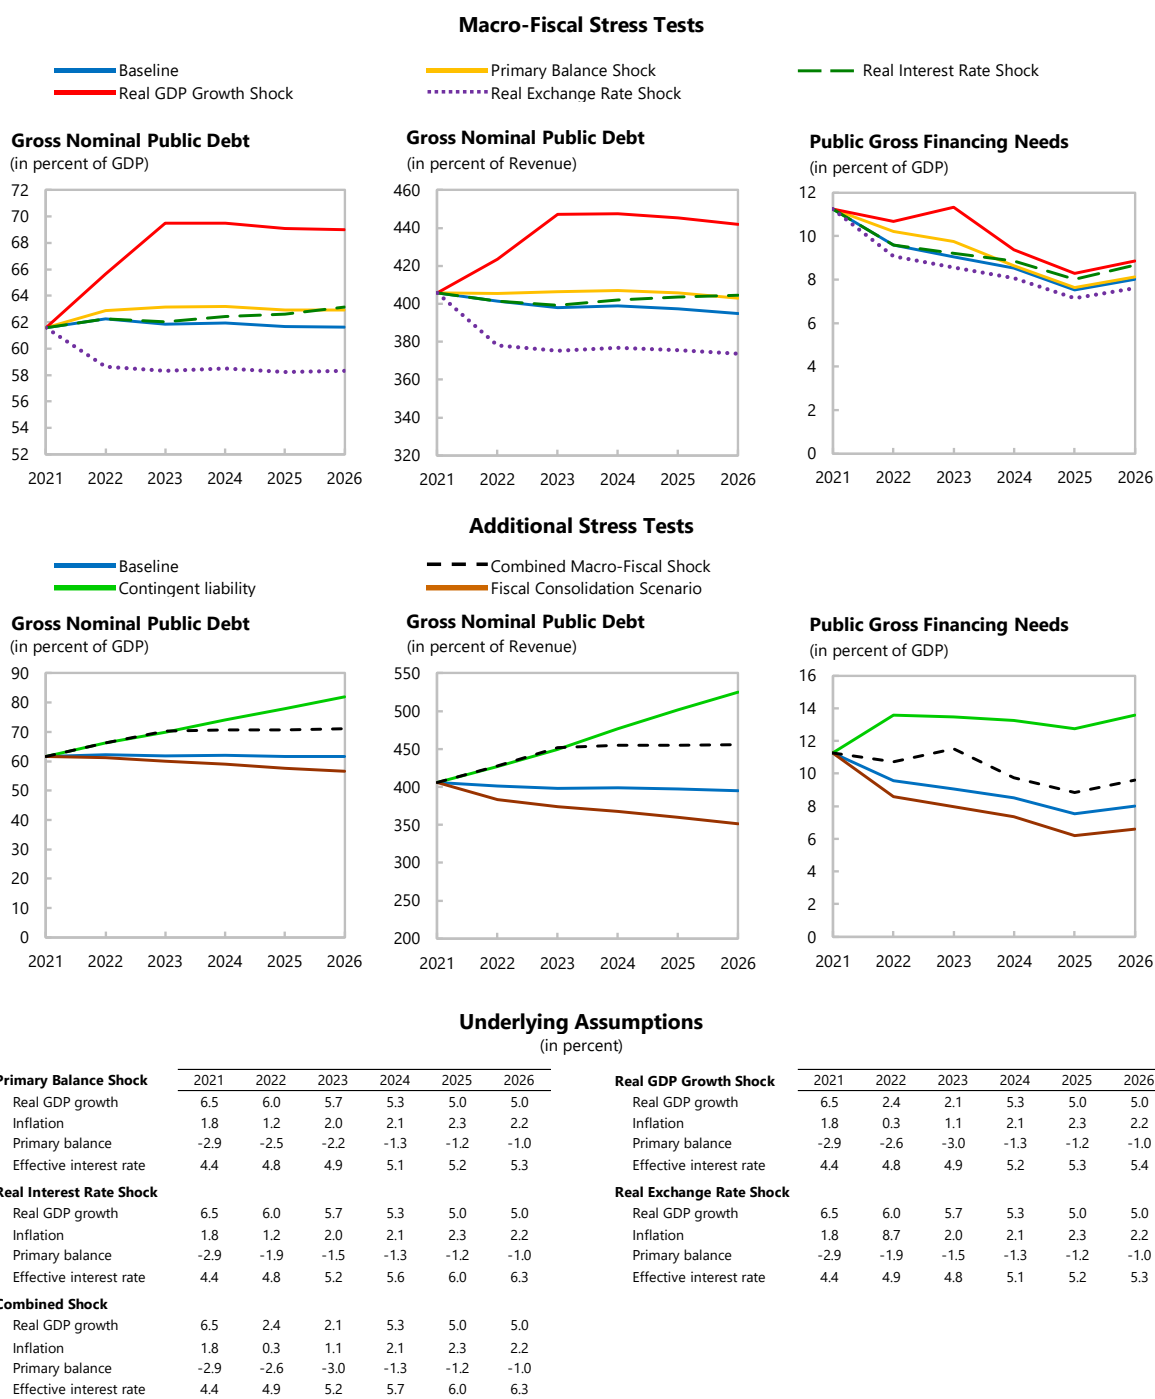 Macro-Fiscal Stress Tests
Baseline
Primary Balance Shock
Real Interest Rate Shock
Real GDP Growth Shock
Real Exchange Rate Shock
Gross Nominal Public Debt
(in percent of GDP)
72
70
68
66
64
62
60
58
56
54
52
2021 2022 2023 2024 2025 2026
Gross Nominal Public Debt
(in percent of Revenue)
460
440
420
400
380
360
340
320
2021 2022 2023 2024 2025 2026
Public Gross Financing Needs
(in percent of GDP)
12
10
8
6
4
2
0
2021 2022 2023 2024 2025 2026
Additional Stress Tests
Baseline
Combined Macro-Fiscal Shock
Contingent liability
Fiscal Consolidation Scenario
Gross Nominal Public Debt
(in percent of GDP)
90
80
70
60
50
40
30
20
10
0
2021 2022 2023 2024 2025 2026
Gross Nominal Public Debt
(in percent of Revenue)
550
500
450
400
350
300
250
200
2021 2022 2023 2024 2025 2026
Public Gross Financing Needs
(in percent of GDP)
16
14
12
10
8
6
4
2
0
2021 2022 2023 2024 2025 2026
Underlying Assumptions
(in percent)
Primary Balance Shock 2021 2022 2023 2024 2025 2026
Real GDP growth 6.5 6.0 5.7 5.3 5.0 5.0
Inflation 1.8 1.2 2.0 2.1 2.3 2.2
Primary balance -2.9 -2.5 -2.2 -1.3 -1.2 -1.0
Effective interest rate 4.4 4.8 4.9 5.1 5.2 5.3
Real Interest Rate Shock
Real GDP growth 6.5 6.0 5.7 5.3 5.0 5.0
Inflation 1.8 1.2 2.0 2.1 2.3 2.2
Primary balance -2.9 -1.9 -1.5 -1.3 -1.2 -1.0
Effective interest rate 4.4 4.8 5.2 5.6 6.0 6.3
Combined Shock
Real GDP growth 6.5 2.4 2.1 5.3 5.0 5.0
Inflation 1.8 0.3 1.1 2.1 2.3 2.2
Primary balance -2.9 -2.6 -3.0 -1.3 -1.2 -1.0
Effective interest rate 4.4 4.9 5.2 5.7 6.0 6.3
Real GDP Growth Shock 2021 2022 2023 2024 2025 2026
Real GDP growth 6.5 2.4 2.1 5.3 5.0 5.0
Inflation 1.8 0.3 1.1 2.1 2.3 2.2
Primary balance -2.9 -2.6 -3.0 -1.3 -1.2 -1.0
Effective interest rate 4.4 4.8 4.9 5.2 5.3 5.4
Real Exchange Rate Shock
Real GDP growth 6.5 6.0 5.7 5.3 5.0 5.0
Inflation 1.8 8.7 2.0 2.1 2.3 2.2
Primary balance -2.9 -1.9 -1.5 -1.3 -1.2 -1.0
Effective interest rate 4.4 4.9 4.8 5.1 5.2 5.3